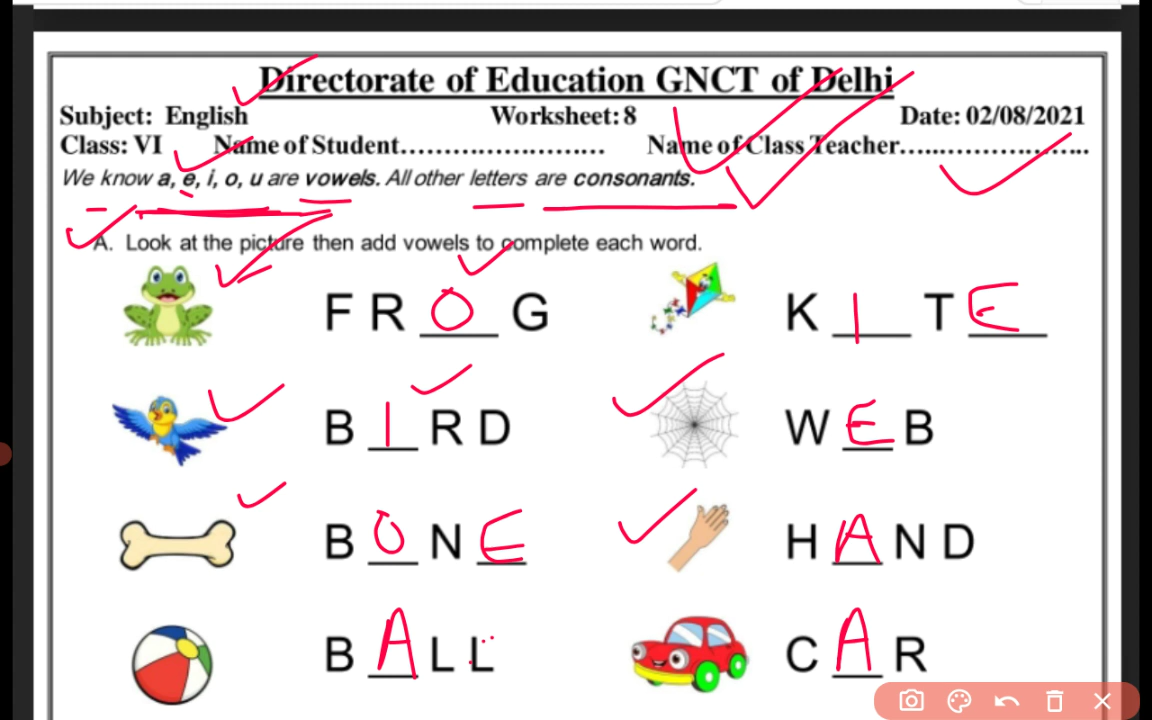 Directorate of Education GNCT of Delhi
Subject: English Worksheet: 8 Date: 02/08/2021
Class: VI Name of Student........................ Name of Class Teacher..........................
We know a, e, i, o, u are vowels. All other letters are consonants.
A. Look at the picture then add vowels to complete each word.
F R O G K I T E
B I R D W E B
B O N E H A N D
B A L L C A R